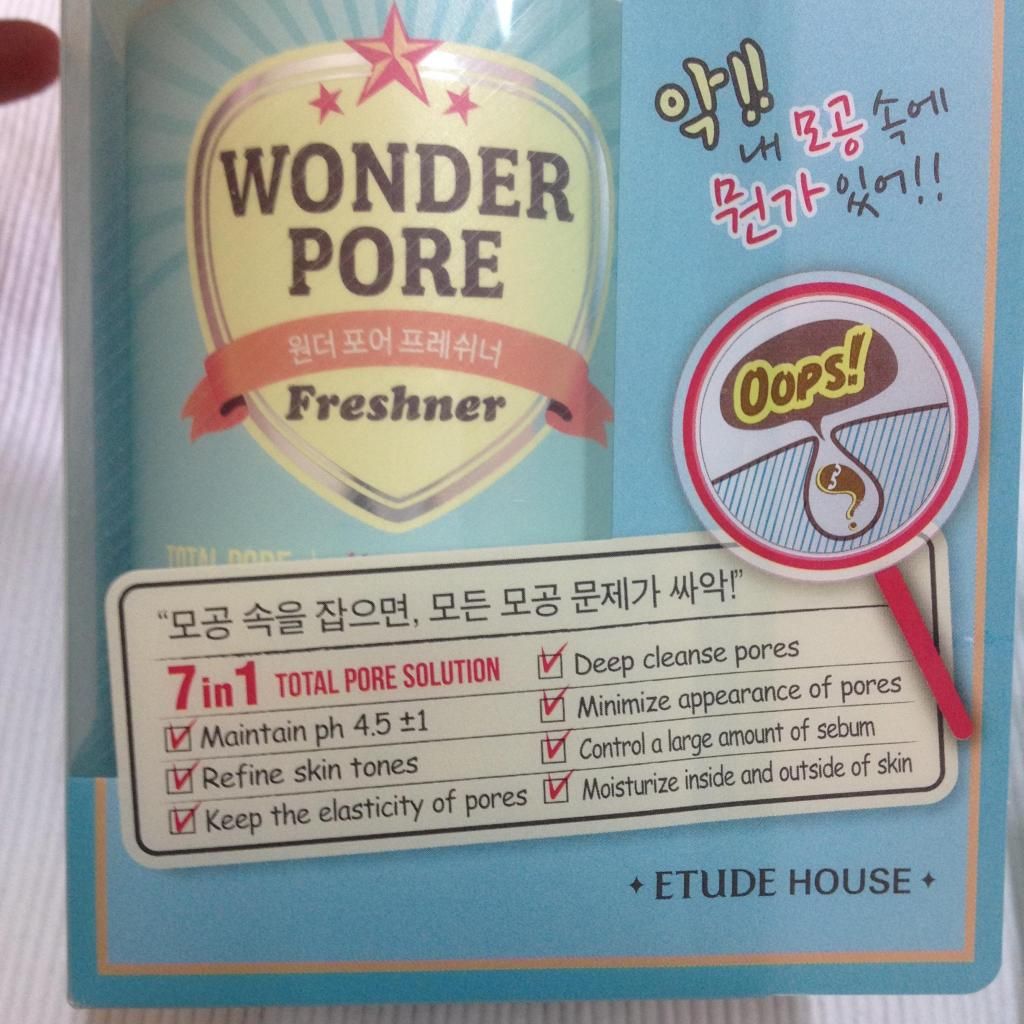 WONDER
PORE
원더 포어 프레쉬너
Freshner
악!!
내 모공 속에
뭔가 있어!!
Oops!
TOTAL PORE
"모공 속을 잡으면, 모든 모공 문제가 싸악!"
7in1 TOTAL PORE SOLUTION
Maintain ph 4.5 ±1
Refine skin tones
Keep the elasticity of pores
Deep cleanse pores
Minimize appearance of pores
Control a large amount of sebum
Moisturize inside and outside of skin
ETUDE HOUSE